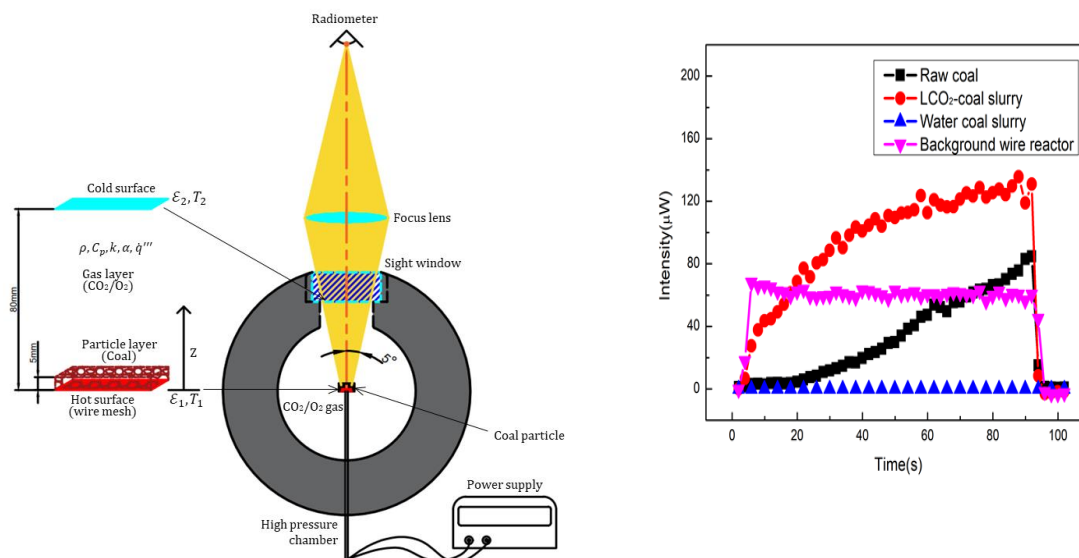 Radiometer
Cold surface
Ɛ₂, T₂
Focus lens
ρ, Cₚ, k, α, q̇'''
Gas layer
(CO₂/O₂)
Sight window
80mm
5mm
Particle layer
(Coal)
Z
Hot surface
(wire mesh)
Ɛ₁, T₁
5°
CO₂/O₂ gas
Coal particle
Power supply
High pressure
chamber
Raw coal
LCO₂-coal slurry
Water coal slurry
Background wire reactor
Intensity(μW)
200
160
120
80
40
0
0
20
40
60
80
100
Time(s)